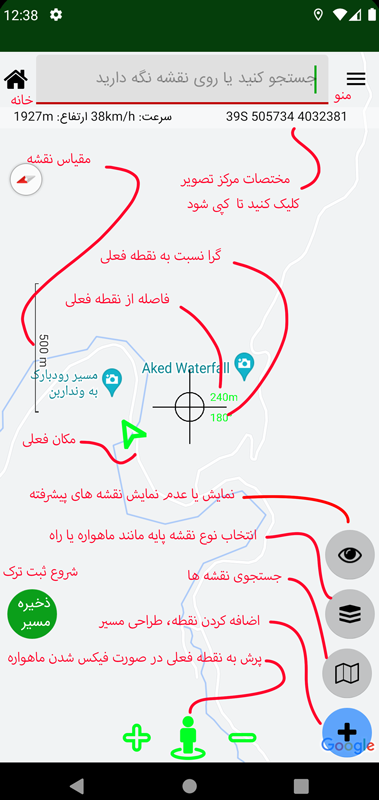 12:38
جستجو کنید یا روی نقشه نگه دارید
خانه
منو
سرعت: 38km/h ارتفاع: 1927m
39S 505734 4032381
مقیاس نقشه
مختصات مرکز تصویر
کلیک کنید تا کپی شود
گرا نسبت به نقطه فعلی
فاصله از نقطه فعلی
500 m
Aked Waterfall
مسیر رودبارک
به ونداربن
240m
180°
مکان فعلی
نمایش یا عدم نمایش نقشه های پیشرفته
انتخاب نوع نقشه پایه مانند ماهواره یا راه
شروع ثبت ترک
جستجوی نقشه ها
ذخیره
مسیر
اضافه کردن نقطه، طراحی مسیر
پرش به نقطه فعلی در صورت فیکس شدن ماهواره
Google